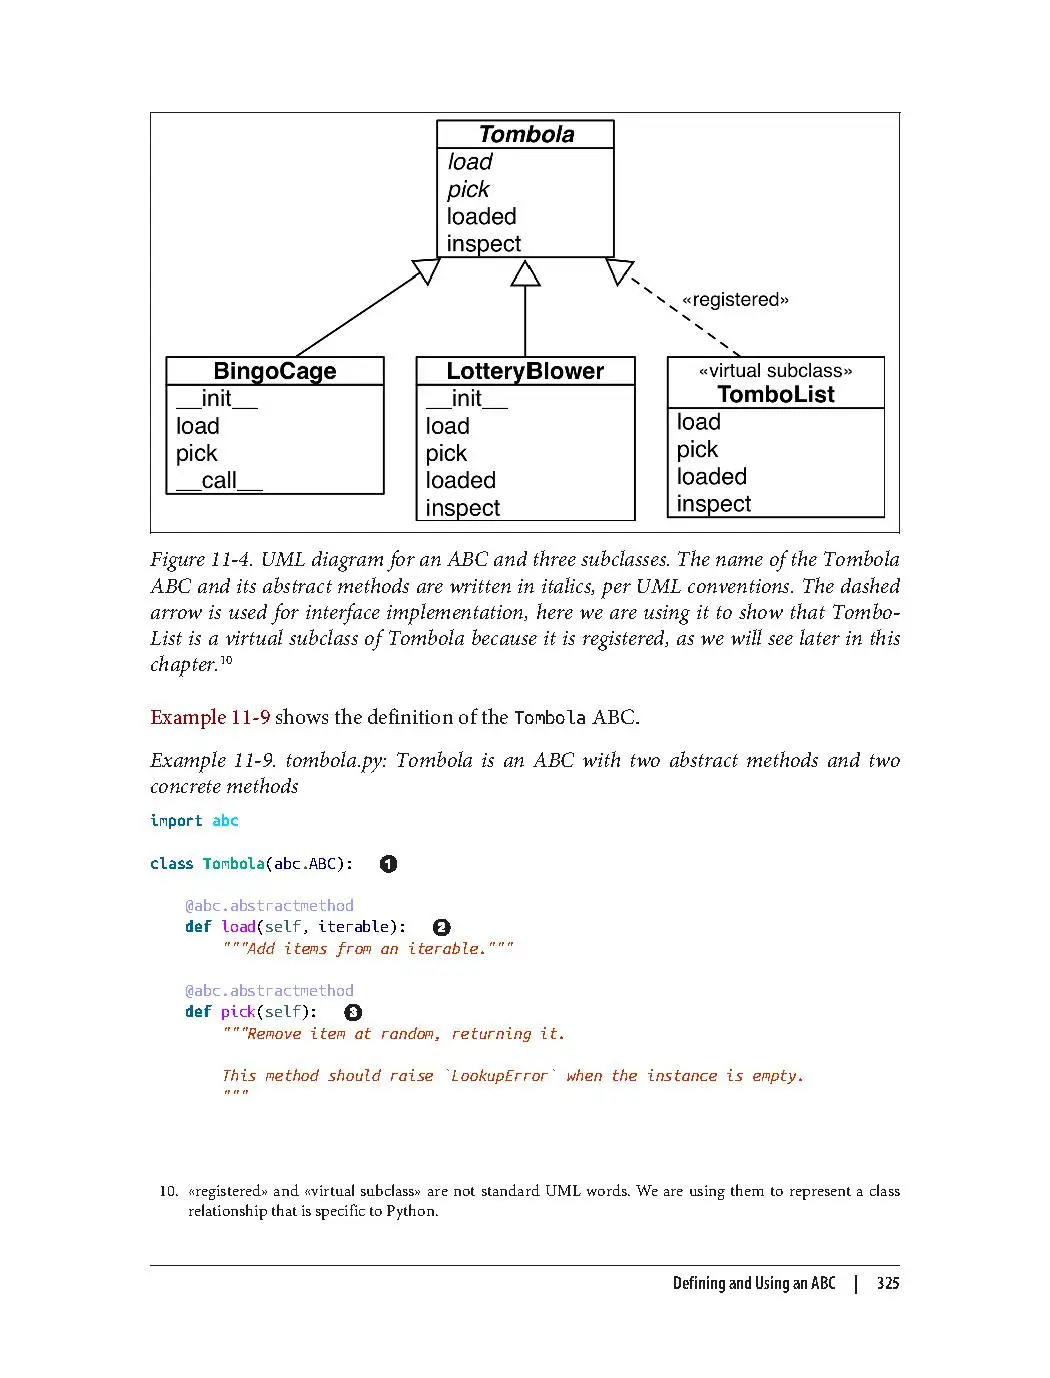 Tombola
load
pick
loaded
inspect
«registered»
BingoCage
__init__
load
pick
__call__
LotteryBlower
__init__
load
pick
loaded
inspect
«virtual subclass»
TomboList
load
pick
loaded
inspect
Figure 11-4. UML diagram for an ABC and three subclasses. The name of the Tombola
ABC and its abstract methods are written in italics, per UML conventions. The dashed
arrow is used for interface implementation, here we are using it to show that Tombo-
List is a virtual subclass of Tombola because it is registered, as we will see later in this
chapter.10
Example 11-9 shows the definition of the Tombola ABC.
Example 11-9. tombola.py: Tombola is an ABC with two abstract methods and two
concrete methods
import abc
class Tombola(abc.ABC): 1
@abc.abstractmethod
def load(self, iterable): 2
"""Add items from an iterable."""
@abc.abstractmethod
def pick(self): 3
"""Remove item at random, returning it.
This method should raise `LookupError` when the instance is empty.
"""
10. «registered» and «virtual subclass» are not standard UML words. We are using them to represent a class
relationship that is specific to Python.
Defining and Using an ABC | 325